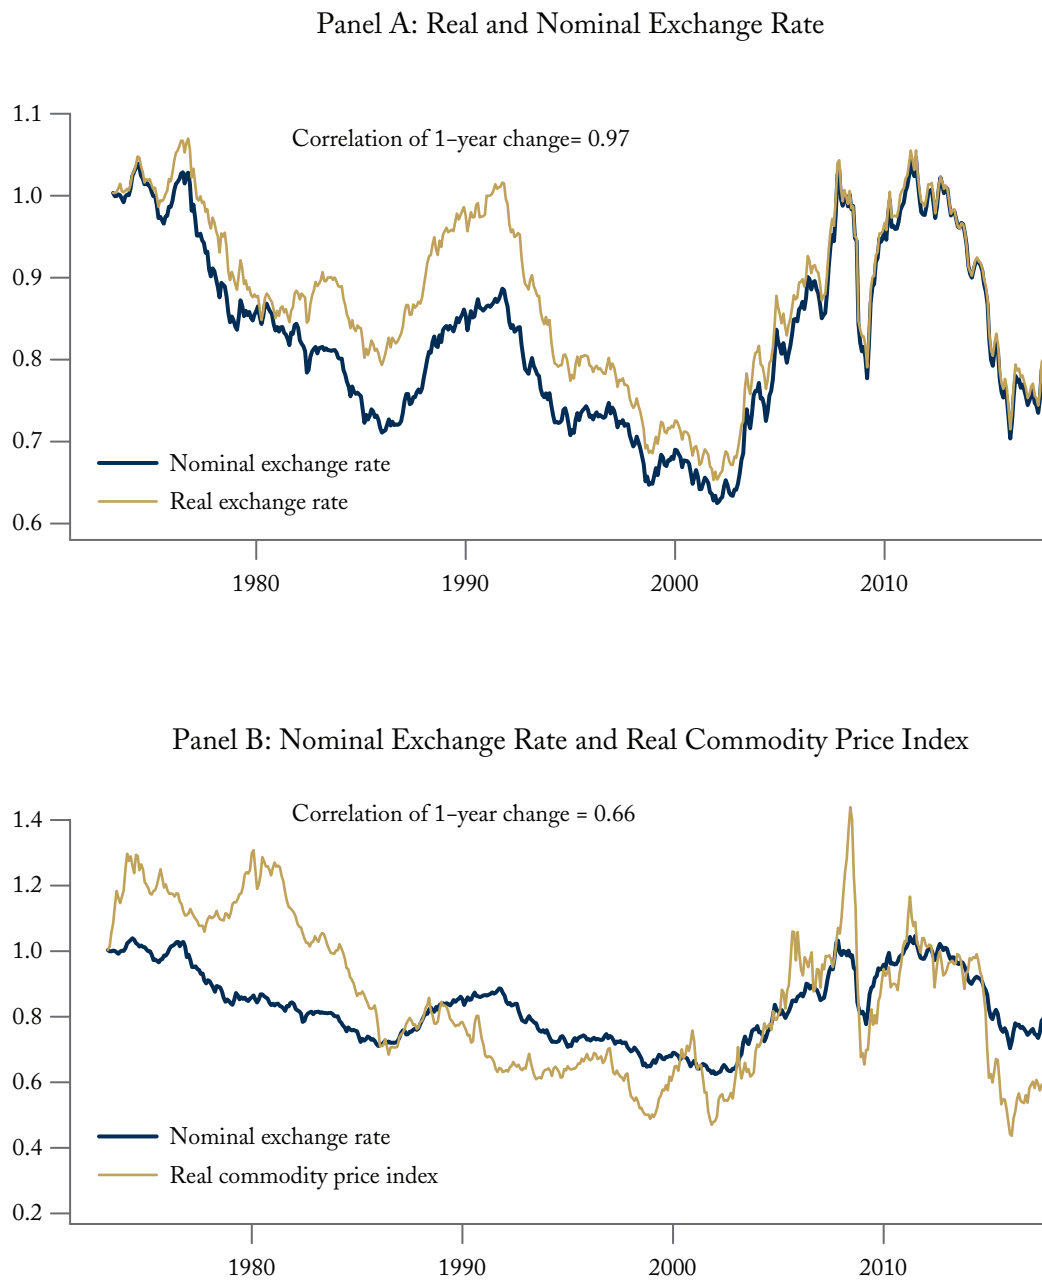 Panel A: Real and Nominal Exchange Rate
1.1
Correlation of 1–year change= 0.97
1.0
0.9
0.8
0.7
Nominal exchange rate
Real exchange rate
0.6
1980 1990 2000 2010
Panel B: Nominal Exchange Rate and Real Commodity Price Index
Correlation of 1–year change = 0.66
1.4
1.2
1.0
0.8
0.6
Nominal exchange rate
0.4
Real commodity price index
0.2
1980 1990 2000 2010